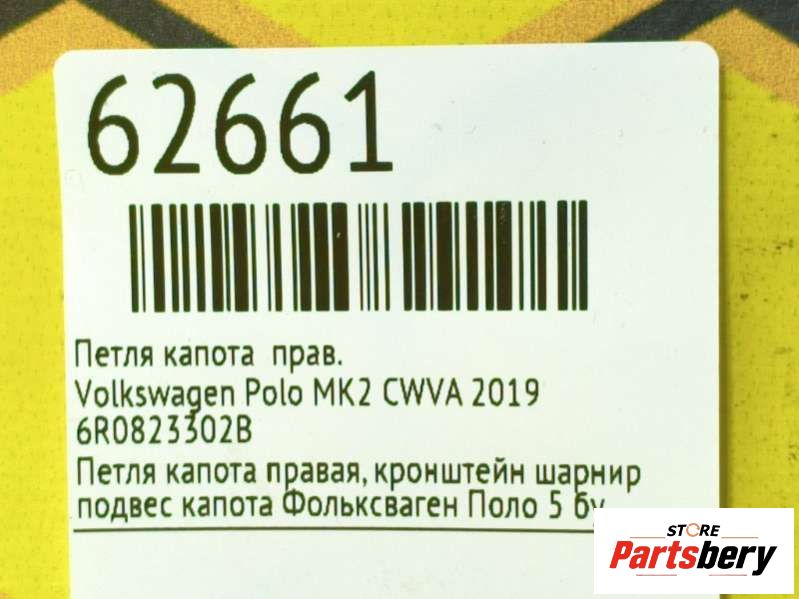 62661
Петля капота прав.
Volkswagen Polo MK2 CWVA 2019
6R0823302B
Петля капота правая, кронштейн шарнир
подвес капота Фольксваген Поло 5 бу
STORE
Partsbery